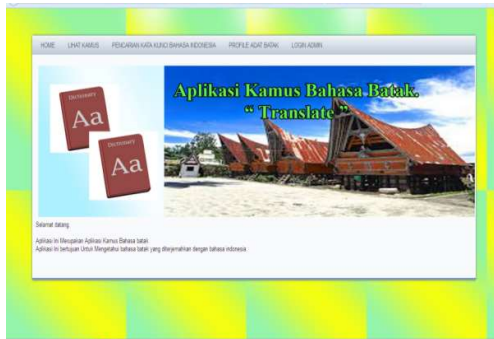 HOME LIHAT KAMUS PENCARIAN KATA KUNCI BAHASA INDONESIA PROFILE ADAT BATAK LOGIN ADMIN
Dictionary
Aa
Dictionary
Aa
Aplikasi Kamus Bahasa Batak.
“ Translate”
Selamat datang
Aplikasi Ini Merupakan Aplikasi Kamus Bahasa batak
Aplikasi Ini bertujuan Untuk Mengetahui bahasa batak yang diterjemahkan dengan bahasa indonesia .